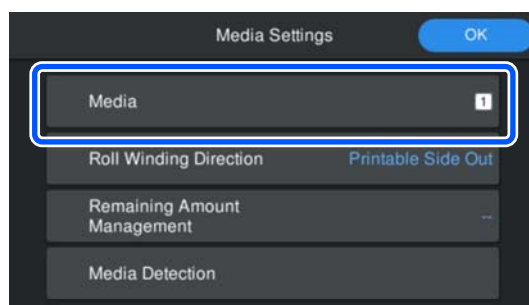 Media Settings
OK
Media
1
Roll Winding Direction
Printable Side Out
Remaining Amount
Management
--
Media Detection